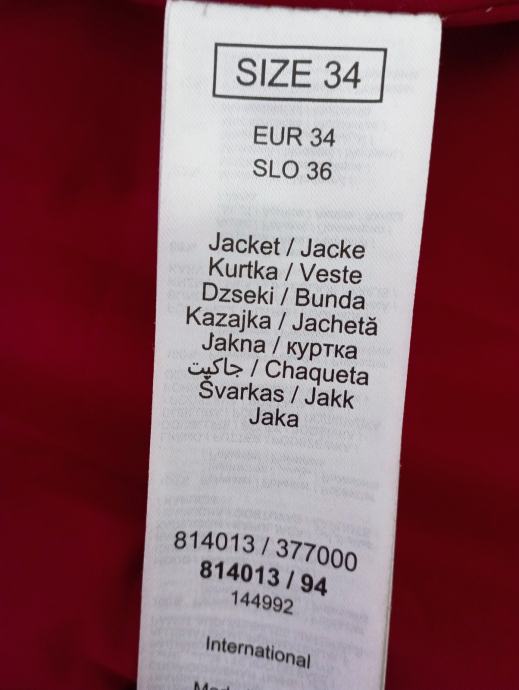 SIZE 34
EUR 34
SLO 36
Jacket / Jacke
Kurtka / Veste
Dzseki / Bunda
Kazajka / Jachetă
Jakna / куртка
جاكيت / Chaqueta
Švarkas / Jakk
Jaka
814013 / 377000
814013 / 94
144992
International